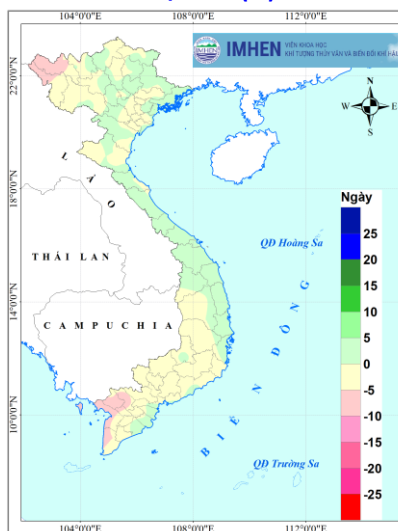 104°0'0"E 108°0'0"E 112°0'0"E
IMHEN VIỆN KHOA HỌC
KHÍ TƯỢNG THỦY VĂN VÀ BIẾN ĐỔI KHÍ HẬU
22°0'0"N
N
W E
S
18°0'0"N
LÀO
Ngày
25
20
15
10
5
0
-5
-10
-15
-20
-25
QĐ Hoàng Sa
THÁI LAN
14°0'0"N
CAMPUCHIA
BIỂN ĐÔNG
10°0'0"N
QĐ Trường Sa
104°0'0"E 108°0'0"E 112°0'0"E